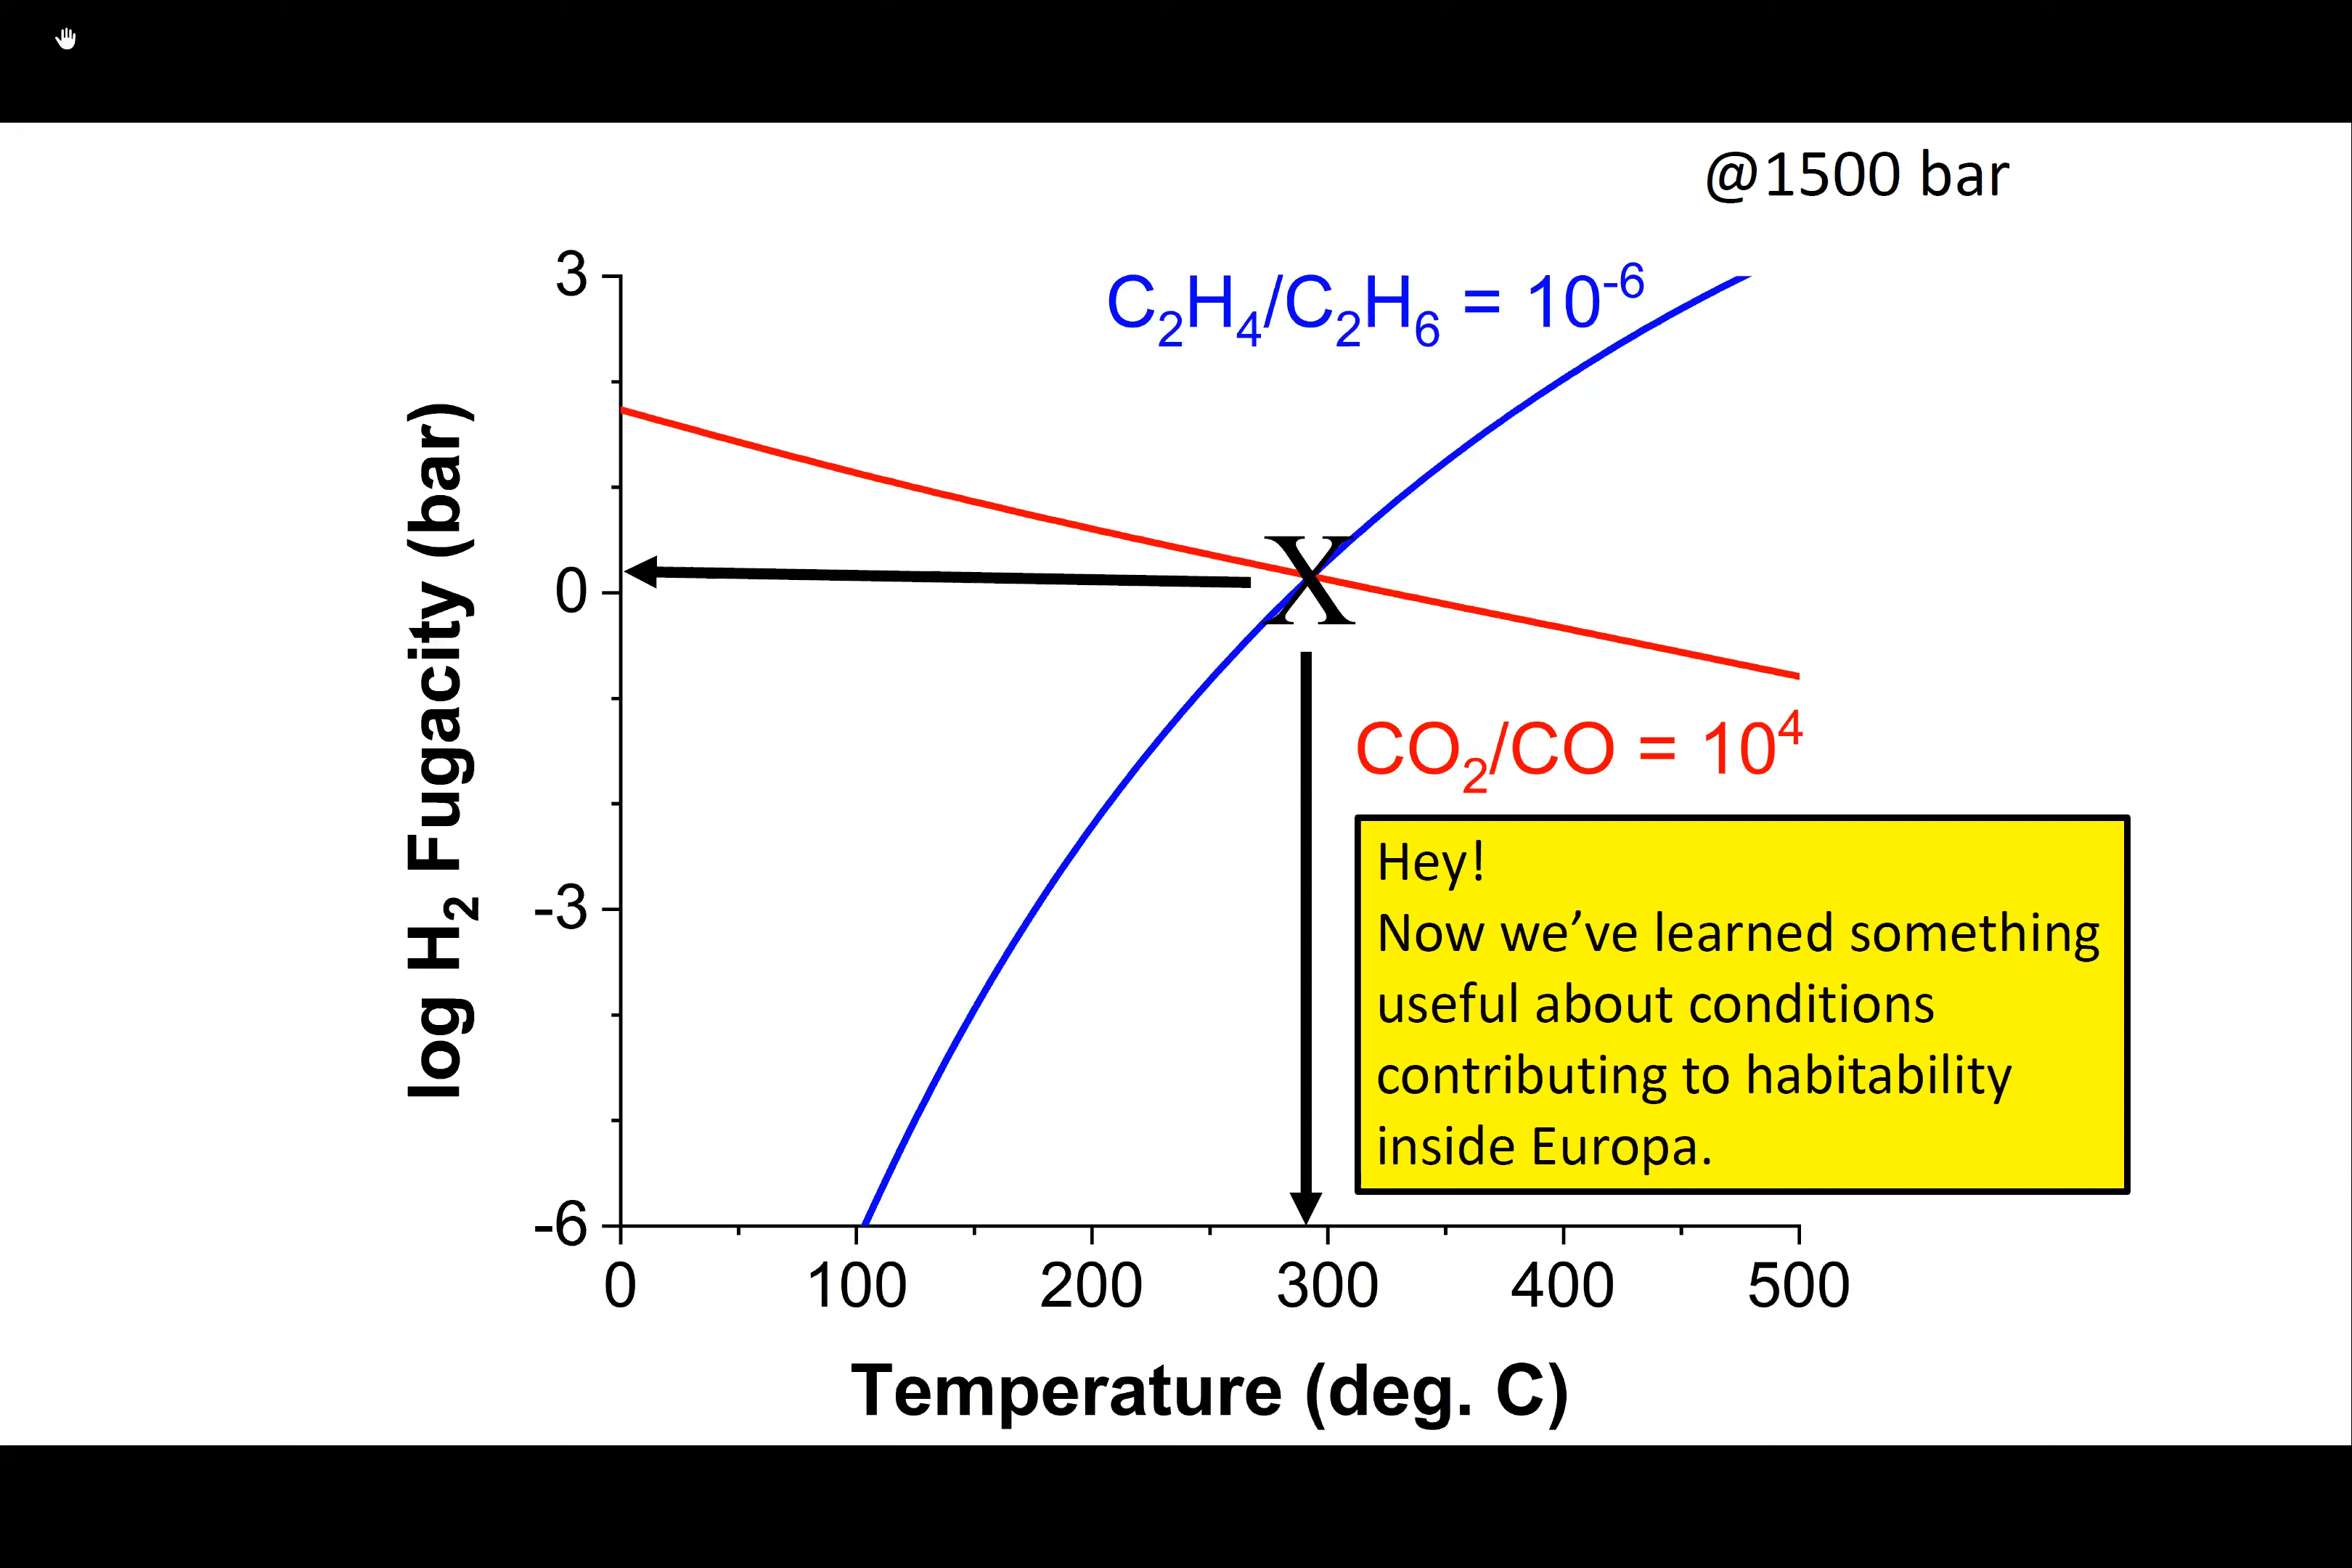 @1500 bar
C₂H₄/C₂H₆ = 10⁻⁶
3
0
-3
-6
log H₂ Fugacity (bar)
X
CO₂/CO = 10⁴
Hey!
Now we’ve learned something
useful about conditions
contributing to habitability
inside Europa.
0 100 200 300 400 500
Temperature (deg. C)